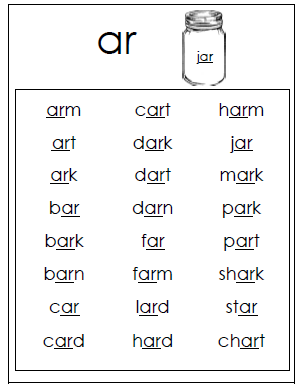 ar
jar
arm cart harm
art dark jar
ark dart mark
bar darn park
bark far part
barn farm shark
car lard star
card hard chart